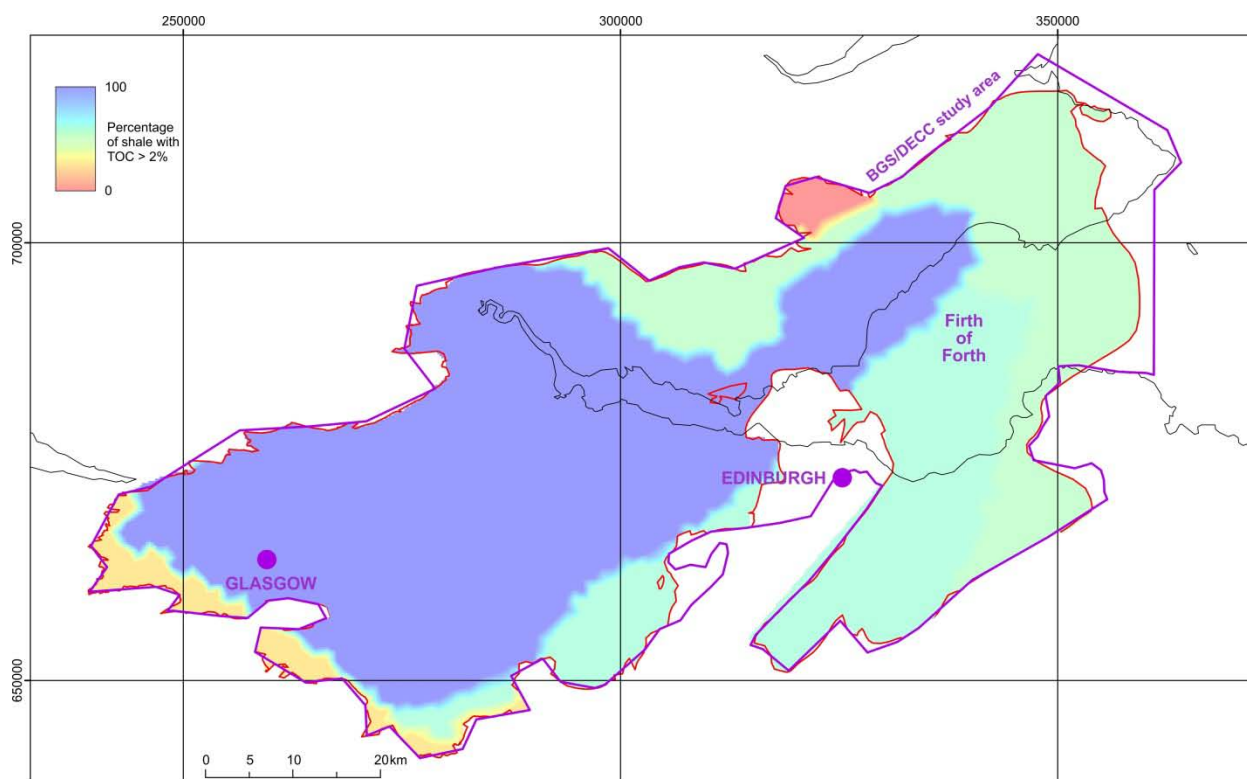 250000
300000
350000
100
Percentage
of shale with
TOC > 2%
0
BGS/DECC study area
700000
Firth
of
Forth
EDINBURGH
GLASGOW
650000
0 5 10 20km